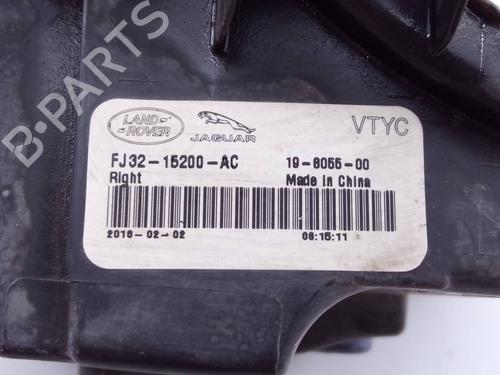 B-PARTS
LAND-
ROVER
JAGUAR
VTYC
FJ32-15200-AC
19-8055-00
Right
Made in China
2016-02-02
08:15:11